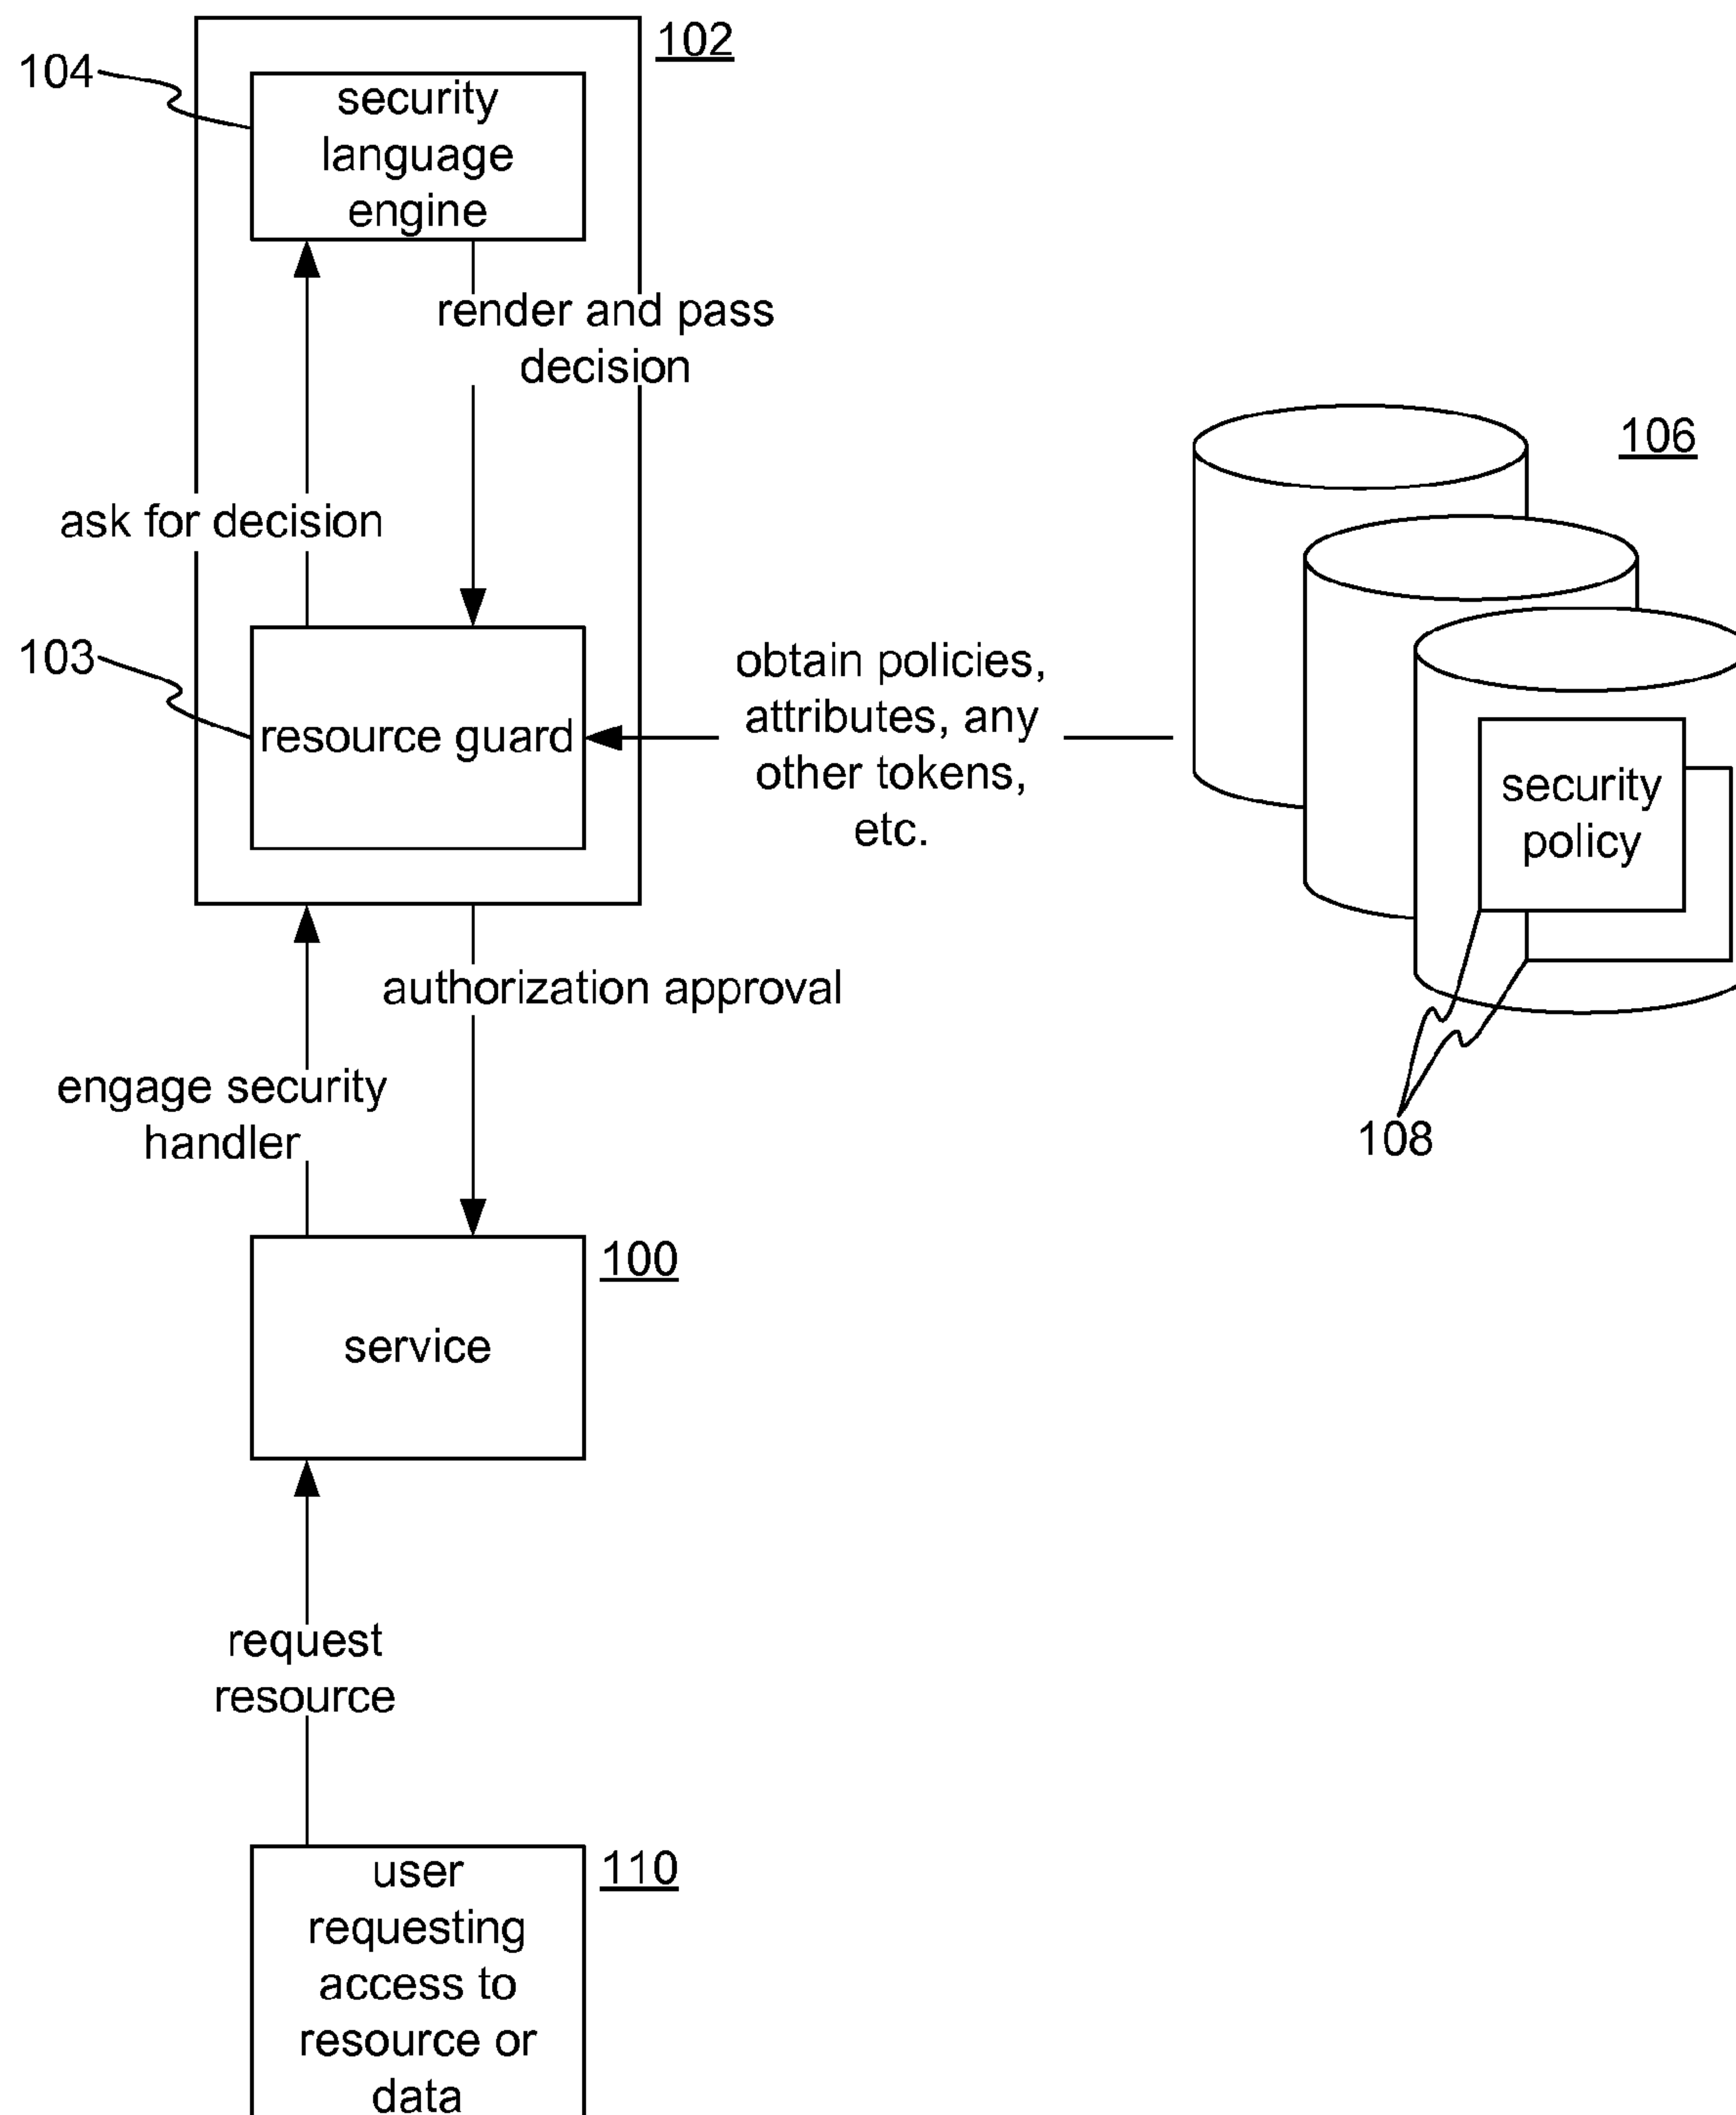 102
104
security
language
engine
render and pass
decision
106
ask for decision
103
resource guard
obtain policies,
attributes, any
other tokens,
etc.
security
policy
authorization approval
engage security
handler
108
100
service
request
resource
110
user
requesting
access to
resource or
data